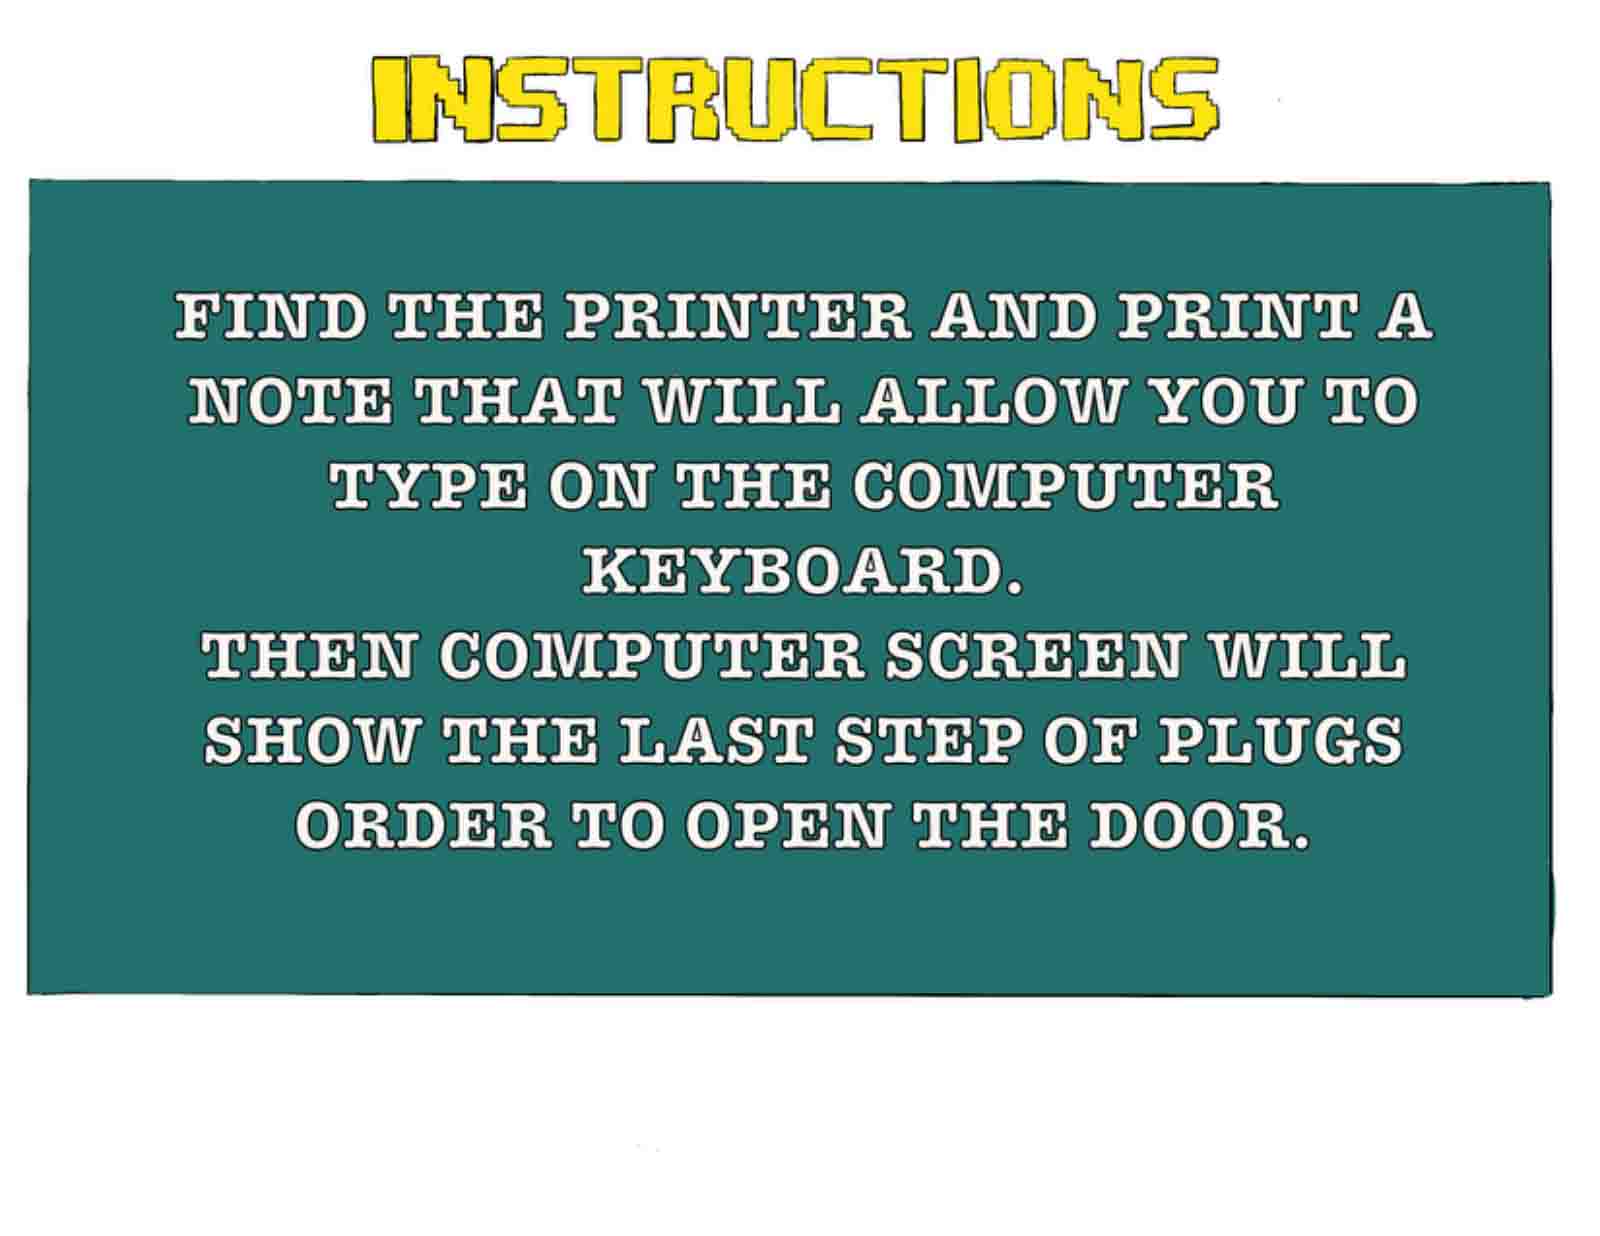 INSTRUCTIONS
FIND THE PRINTER AND PRINT A
NOTE THAT WILL ALLOW YOU TO
TYPE ON THE COMPUTER
KEYBOARD.
THEN COMPUTER SCREEN WILL
SHOW THE LAST STEP OF PLUGS
ORDER TO OPEN THE DOOR.